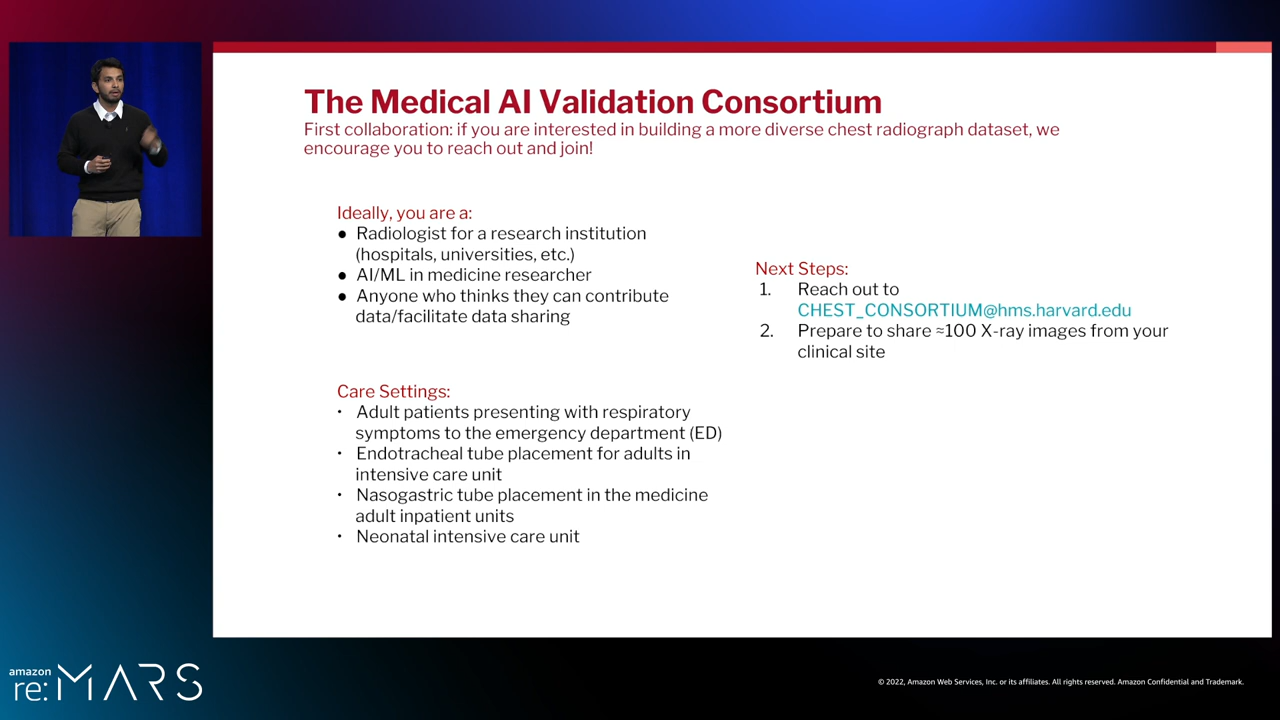 The Medical AI Validation Consortium
First collaboration: if you are interested in building a more diverse chest radiograph dataset, we
encourage you to reach out and join!
Ideally, you are a:
● Radiologist for a research institution
(hospitals, universities, etc.)
● AI/ML in medicine researcher
● Anyone who thinks they can contribute
data/facilitate data sharing
Care Settings:
• Adult patients presenting with respiratory
symptoms to the emergency department (ED)
• Endotracheal tube placement for adults in
intensive care unit
• Nasogastric tube placement in the medicine
adult inpatient units
• Neonatal intensive care unit
Next Steps:
1. Reach out to
CHEST_CONSORTIUM@hms.harvard.edu
2. Prepare to share ≈100 X-ray images from your
clinical site
amazon
re:MARS
© 2022, Amazon Web Services, Inc. or its affiliates. All rights reserved. Amazon Confidential and Trademark.